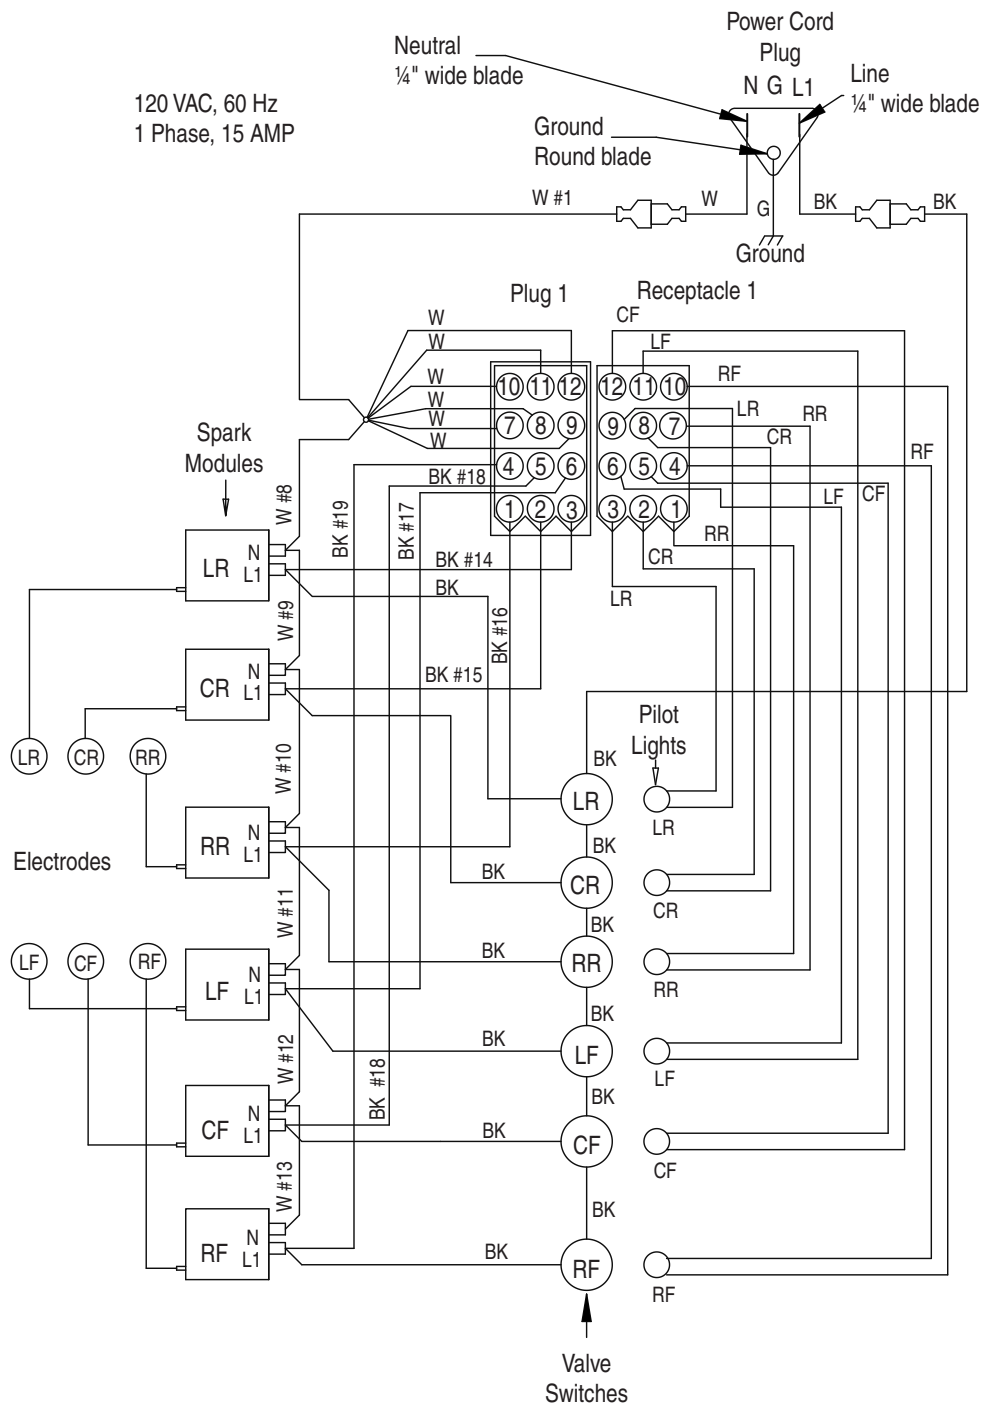 Power Cord
Plug
N G L1
Neutral
¼" wide blade
Line
¼" wide blade
120 VAC, 60 Hz
1 Phase, 15 AMP
Ground
Round blade
W #1
W
G
BK
BK
Ground
Plug 1
Receptacle 1
CF
W
W
W
W
W
W
LF
RF
LR
RR
CR
RF
CF
LF
10 11 12
7 8 9
4 5 6
1 2 3
12 11 10
9 8 7
6 5 4
3 2 1
Spark
Modules
W #8
BK #19
BK #18
BK #17
BK #14
BK
BK #16
BK #15
RR
CR
LR
LR
N
L1
W #9
CR
N
L1
W #10
LR
CR
RR
Electrodes
RR
N
L1
W #11
LF
CF
RF
LF
N
L1
W #12
BK #18
CF
N
L1
W #13
RF
N
L1
Pilot
Lights
BK
LR
LR
BK
BK
CR
CR
BK
BK
RR
RR
BK
BK
LF
LF
BK
BK
CF
CF
BK
BK
RF
RF
Valve
Switches